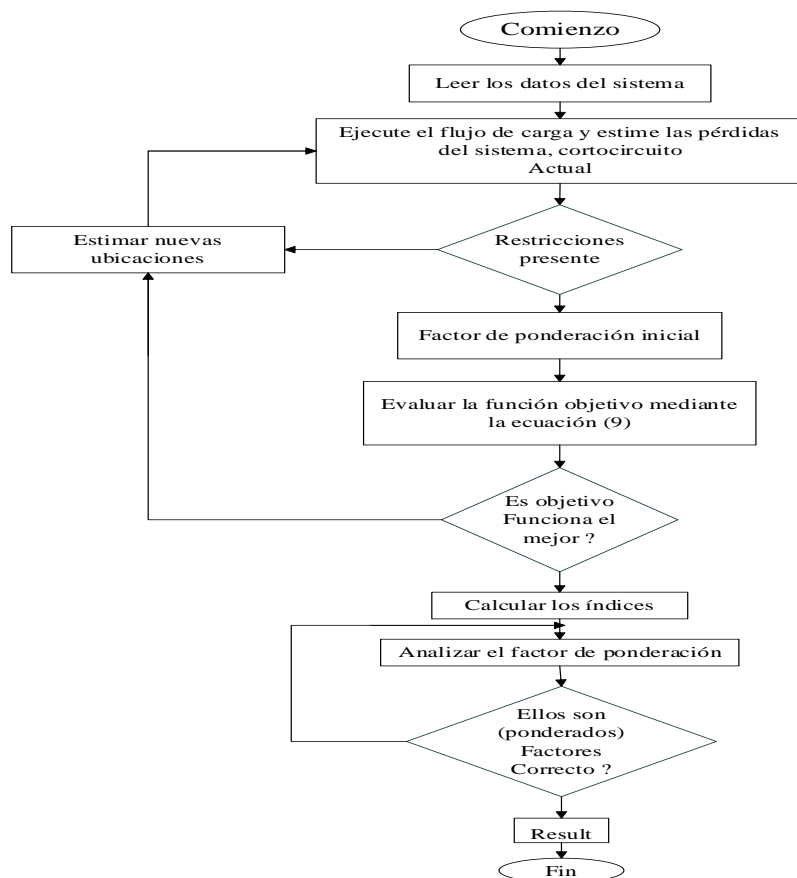 Comienzo
Leer los datos del sistema
Ejecute el flujo de carga y estime las pérdidas
del sistema, cortocircuito
Actual
Estimar nuevas
ubicaciones
Restricciones
presente
Factor de ponderación inicial
Evaluar la función objetivo mediante
la ecuación (9)
Es objetivo
Funciona el
mejor ?
Calcular los índices
Analizar el factor de ponderación
Ellos son
(ponderados)
Factores
Correcto ?
Result
Fin